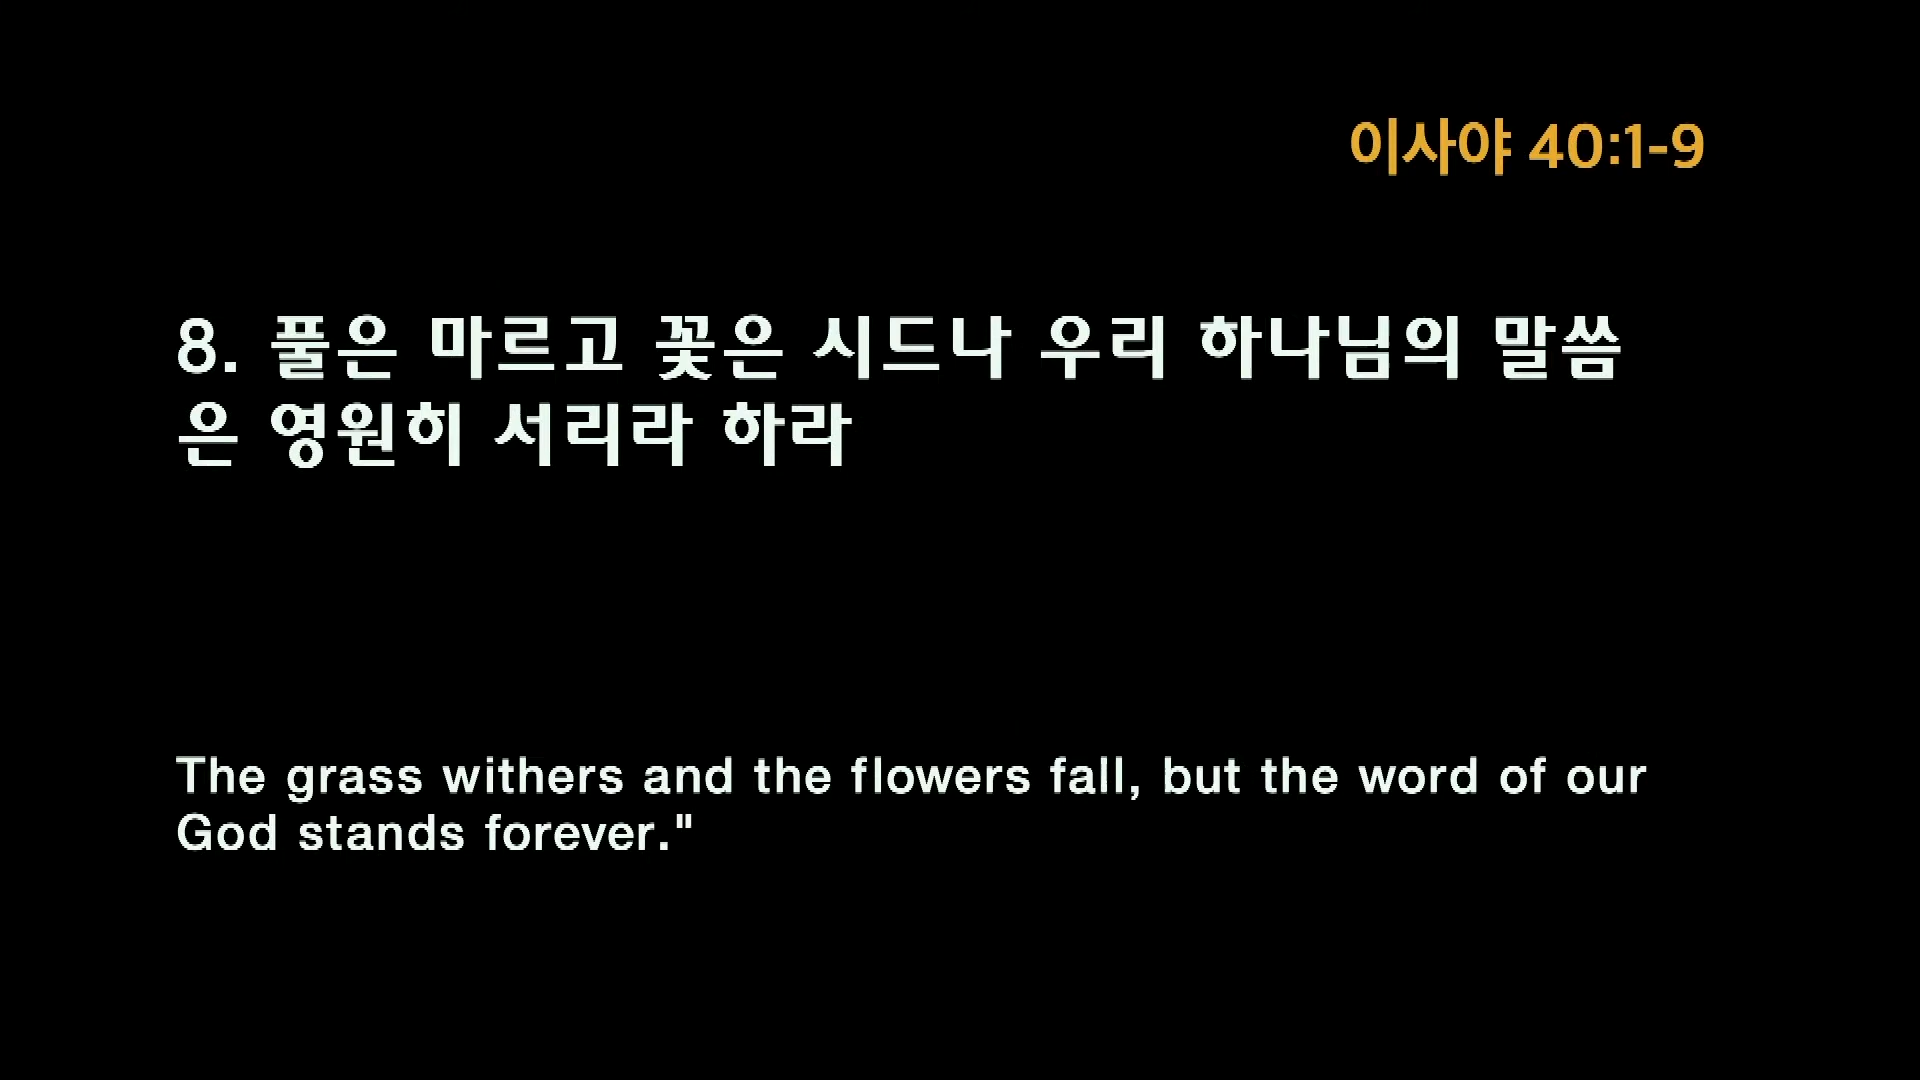 이사야 40:1-9
8. 풀은 마르고 꽃은 시드나 우리 하나님의 말씀
은 영원히 서리라 하라
The grass withers and the flowers fall, but the word of our
God stands forever."